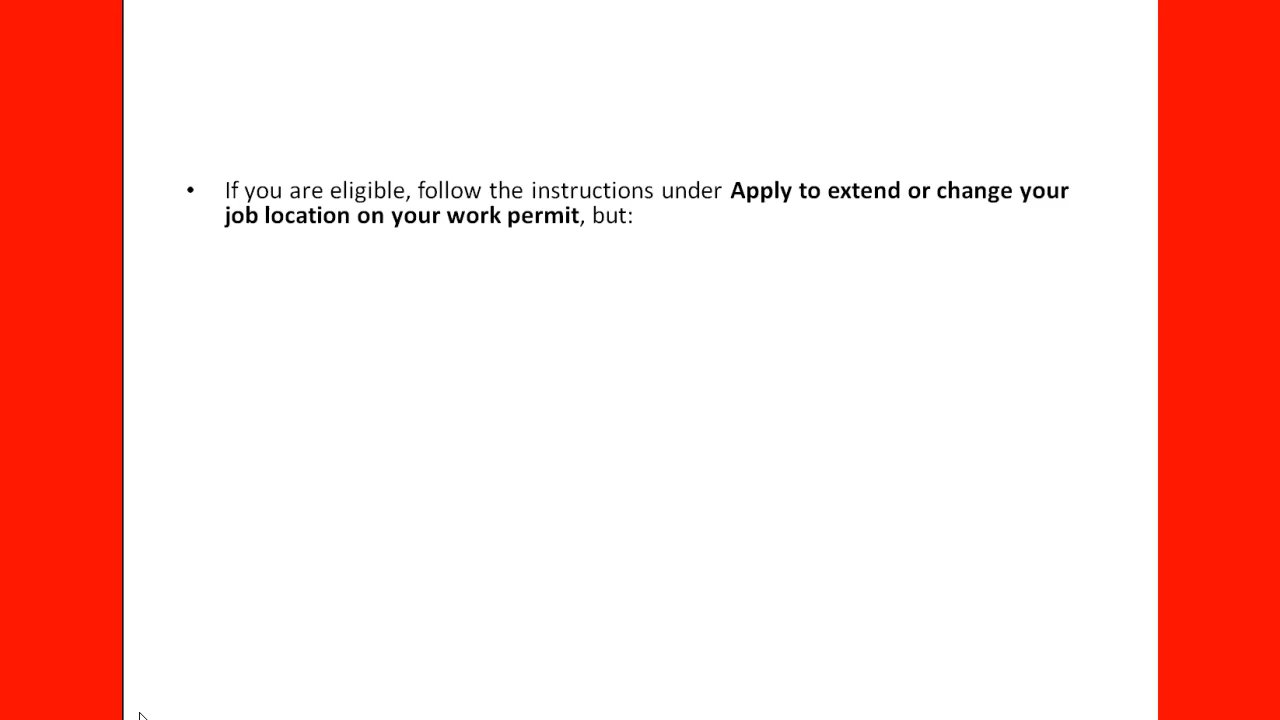 • If you are eligible, follow the instructions under Apply to extend or change your
job location on your work permit, but: